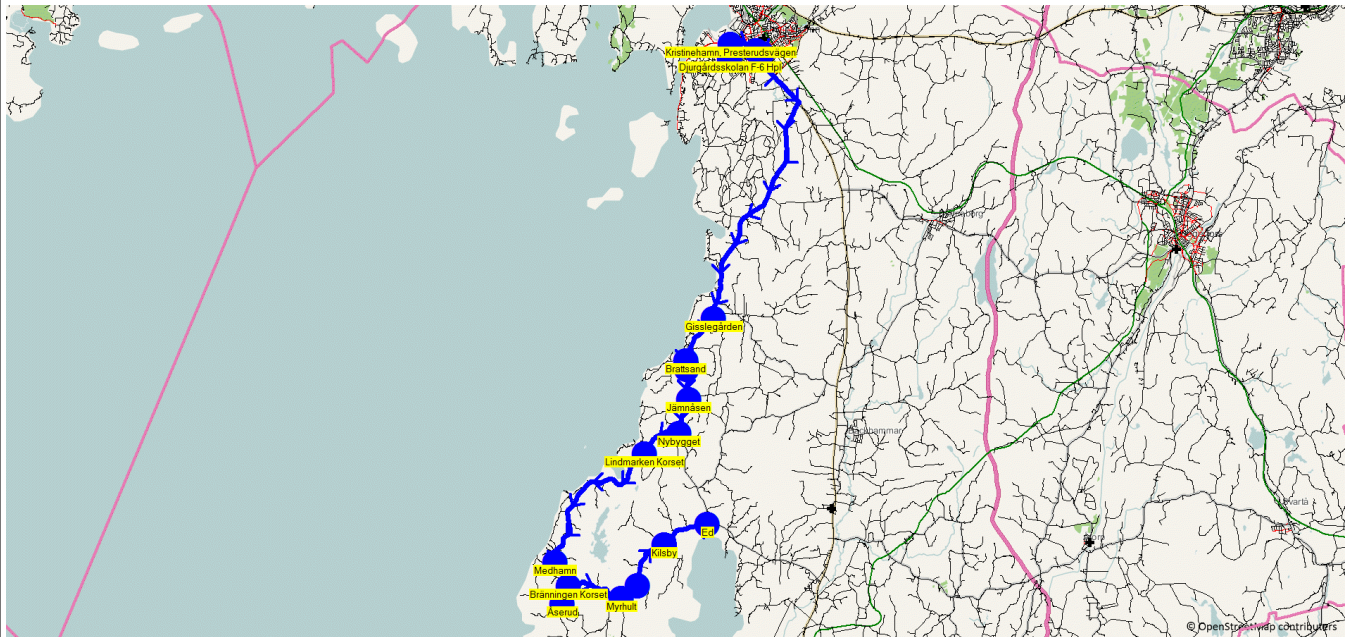 Kristinehamn, Presterudsvägen
Djurgårdsskolan F-6 Hpl
Gisslegården
Brattsand
Jämnåsen
Nybygget
Lindmarken Korset
Ed
Kilsby
Medhamn
Bränningen Korset
Myrhult
Åserud
© OpenStreetMap contributers